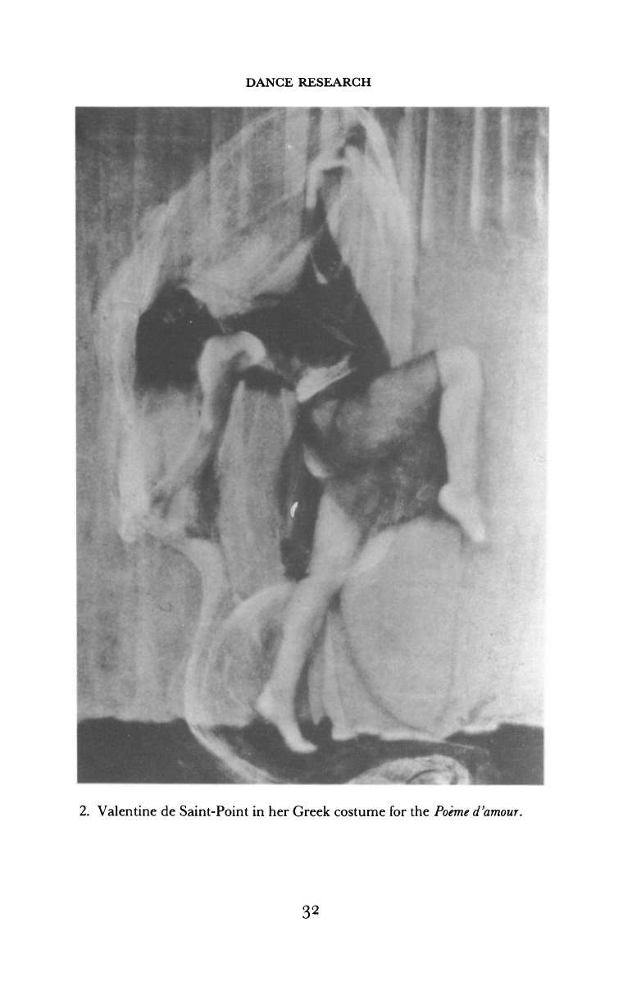 DANCE RESEARCH
2. Valentine de Saint-Point in her Greek costume for the Poème d'amour.
32